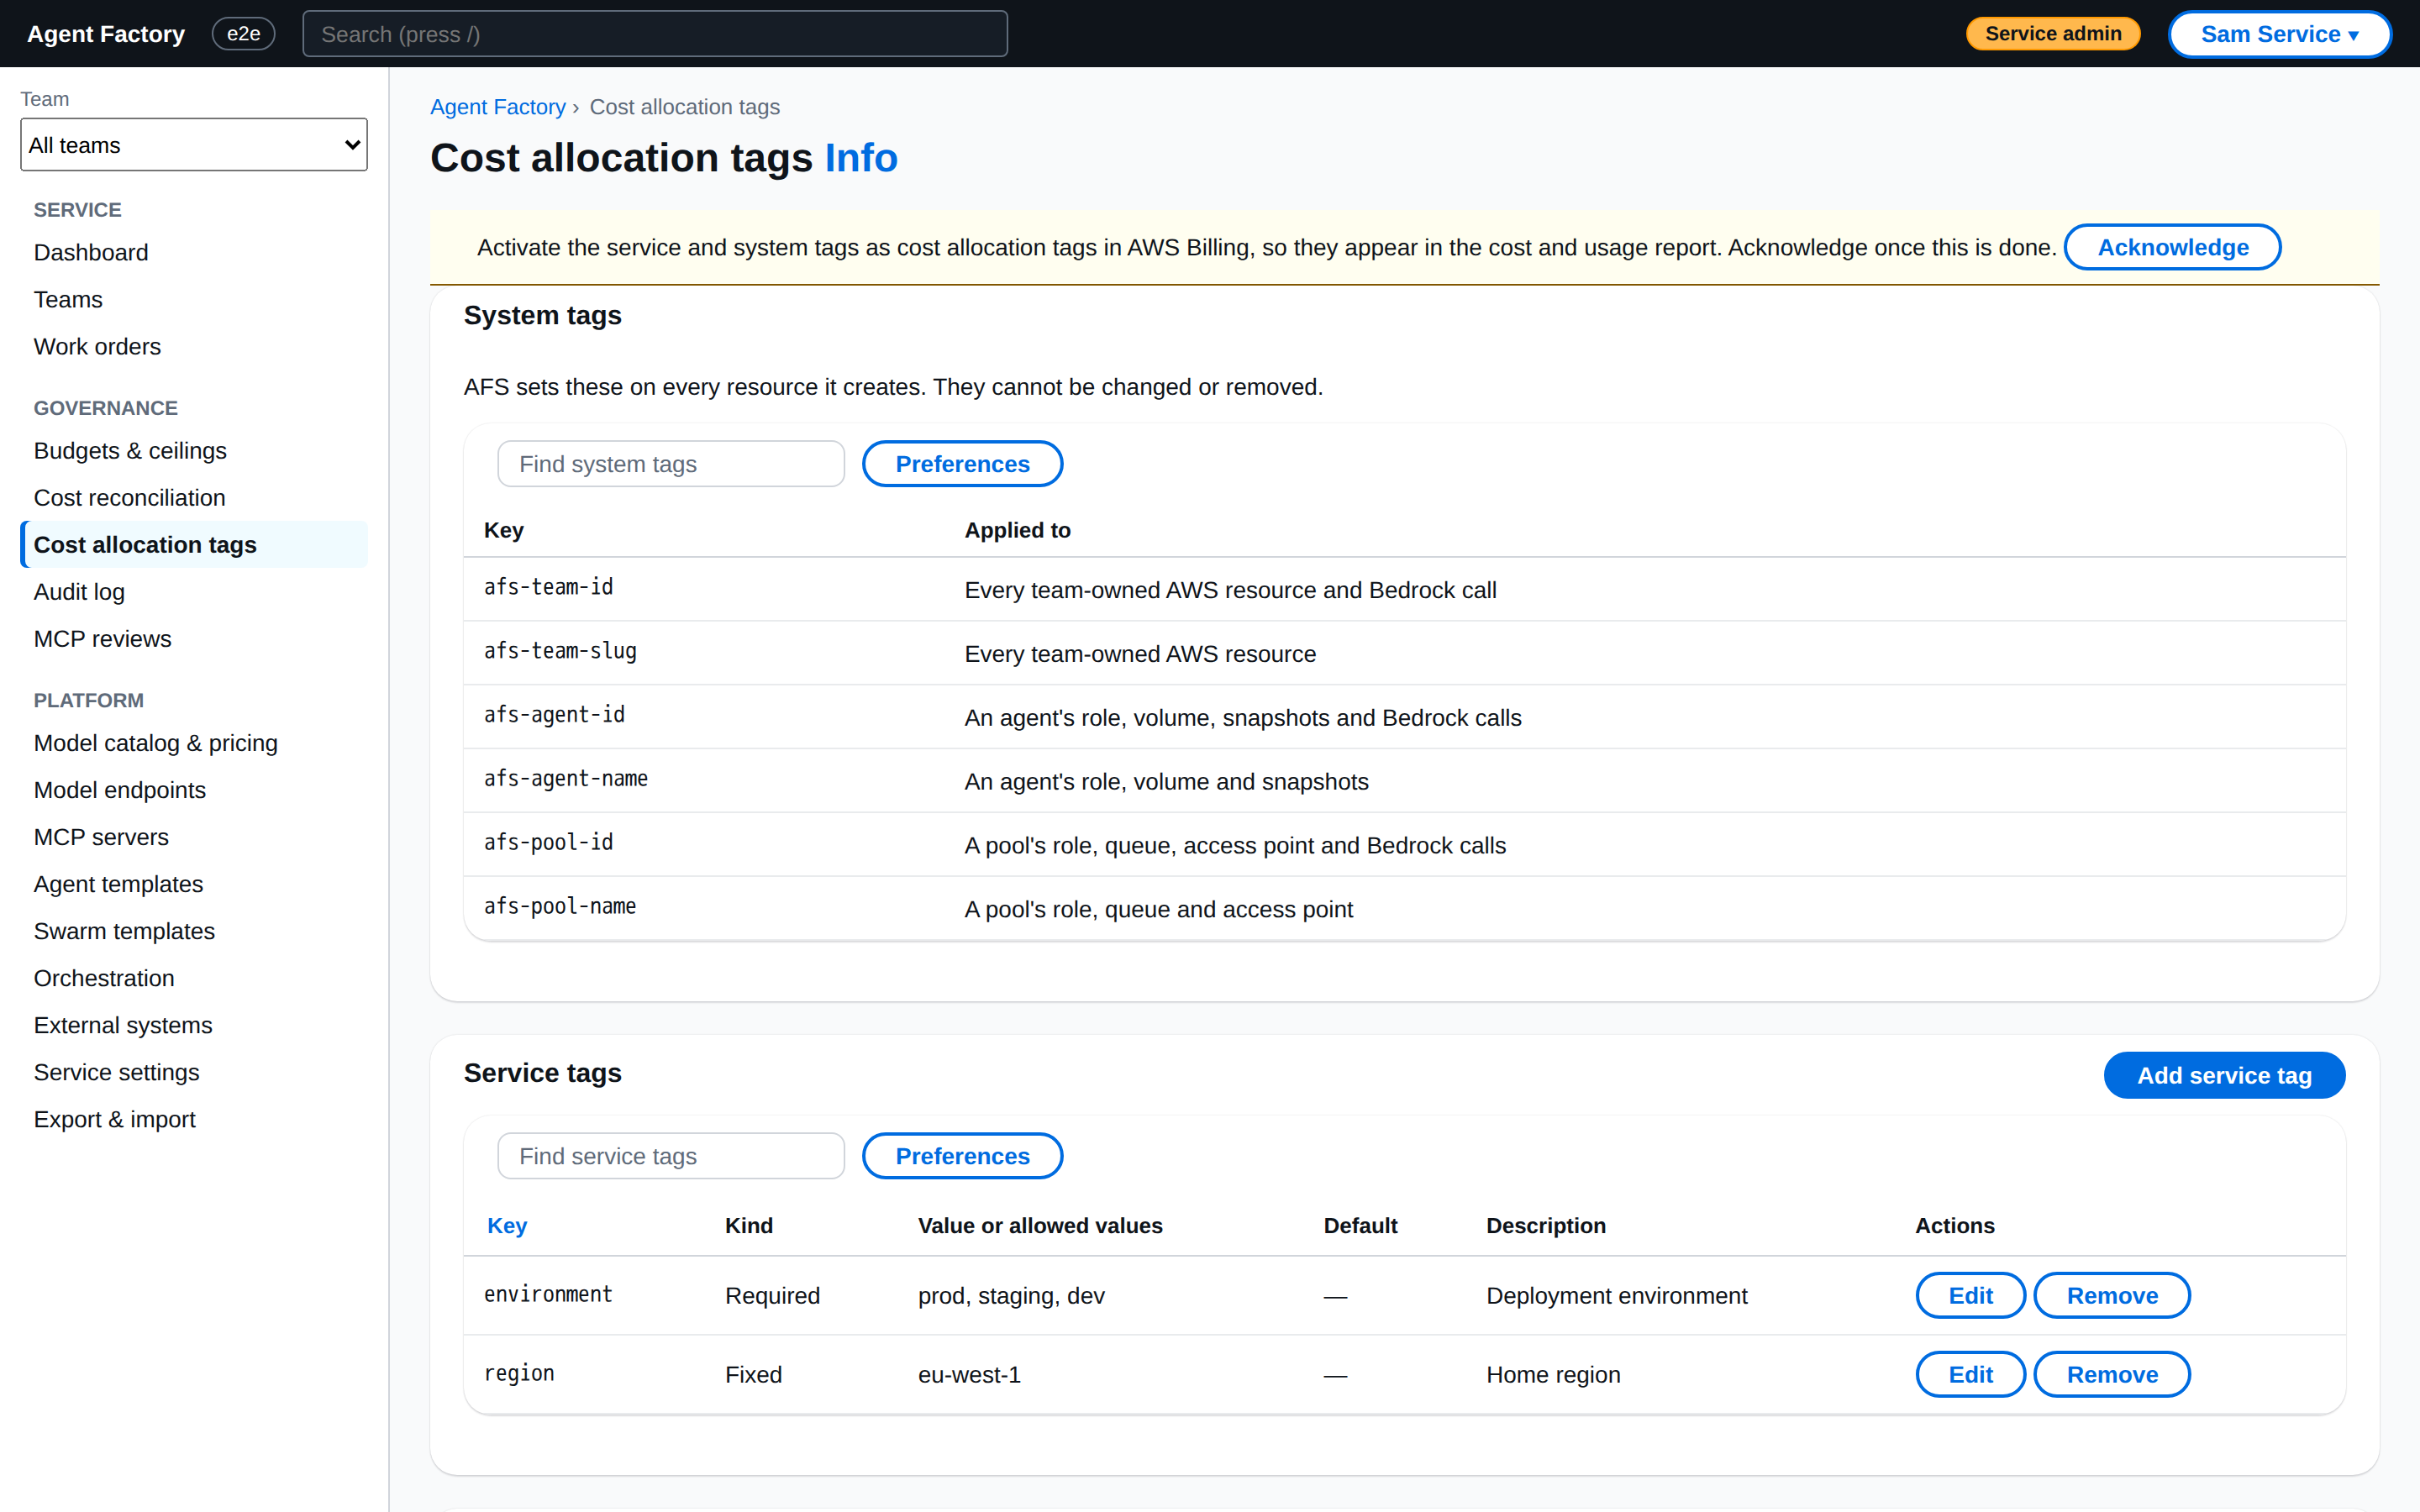 Agent Factory e2e Search (press /) Service admin Sam Service ▾
Team
All teams
SERVICE
Dashboard
Teams
Work orders
GOVERNANCE
Budgets & ceilings
Cost reconciliation
Cost allocation tags
Audit log
MCP reviews
PLATFORM
Model catalog & pricing
Model endpoints
MCP servers
Agent templates
Swarm templates
Orchestration
External systems
Service settings
Export & import
Agent Factory › Cost allocation tags
Cost allocation tags Info
Activate the service and system tags as cost allocation tags in AWS Billing, so they appear in the cost and usage report. Acknowledge once this is done. Acknowledge
System tags
AFS sets these on every resource it creates. They cannot be changed or removed.
Find system tags Preferences
Key Applied to
afs-team-id Every team-owned AWS resource and Bedrock call
afs-team-slug Every team-owned AWS resource
afs-agent-id An agent's role, volume, snapshots and Bedrock calls
afs-agent-name An agent's role, volume and snapshots
afs-pool-id A pool's role, queue, access point and Bedrock calls
afs-pool-name A pool's role, queue and access point
Service tags Add service tag
Find service tags Preferences
Key Kind Value or allowed values Default Description Actions
environment Required prod, staging, dev — Deployment environment Edit Remove
region Fixed eu-west-1 — Home region Edit Remove